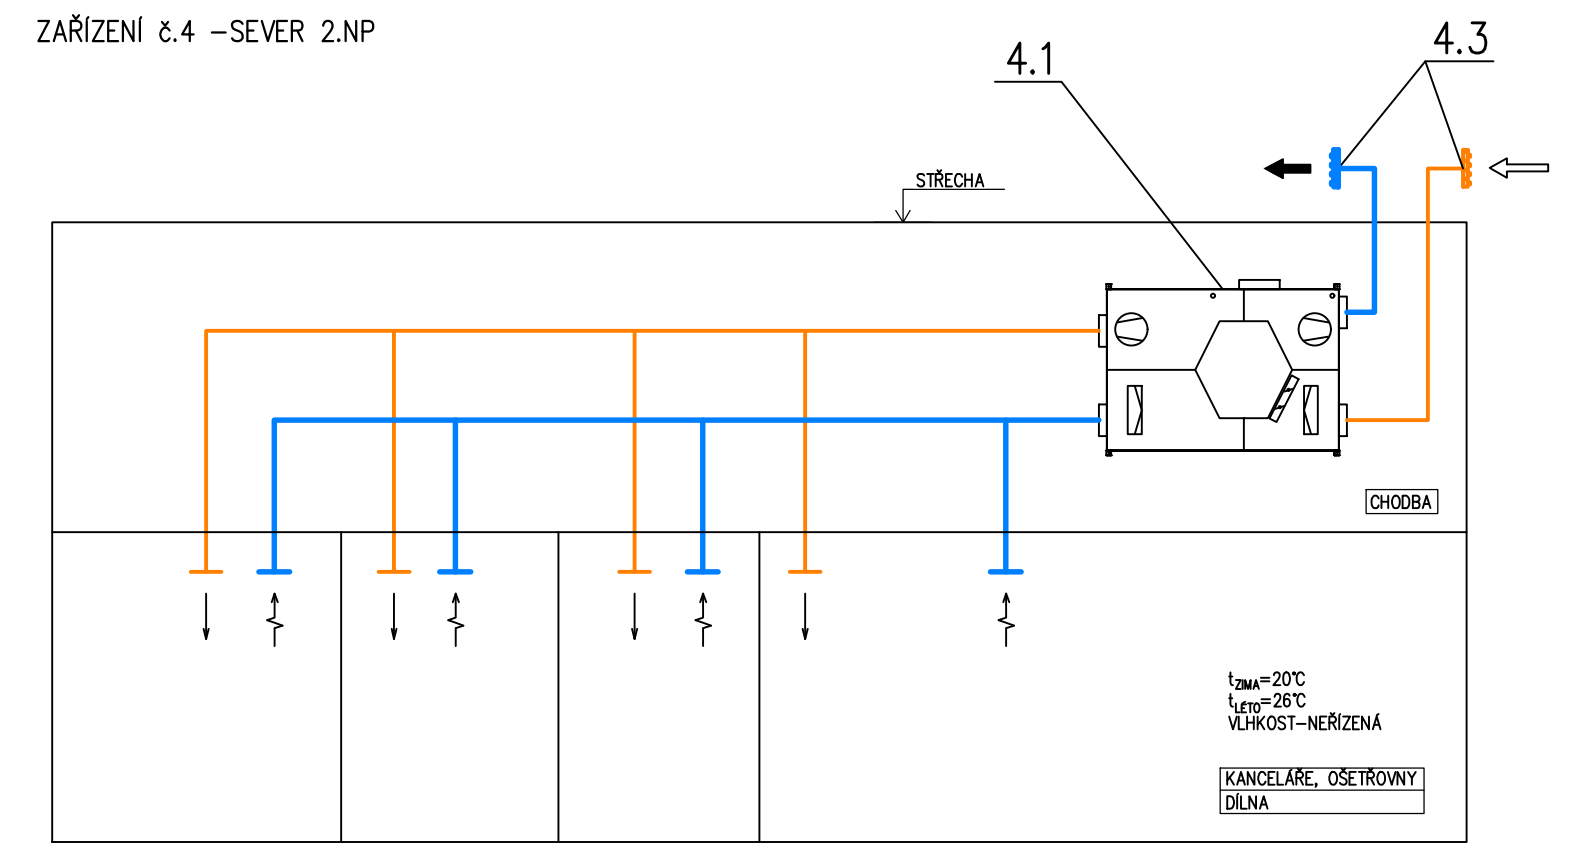 ZAŘÍZENÍ č.4 –SEVER 2.NP
4.3
4.1
STŘECHA
CHODBA
tZIMA=20°C
tLÉTO=26°C
VLHKOST–NEŘÍZENÁ
KANCELÁŘE, OŠETŘOVNY
DÍLNA